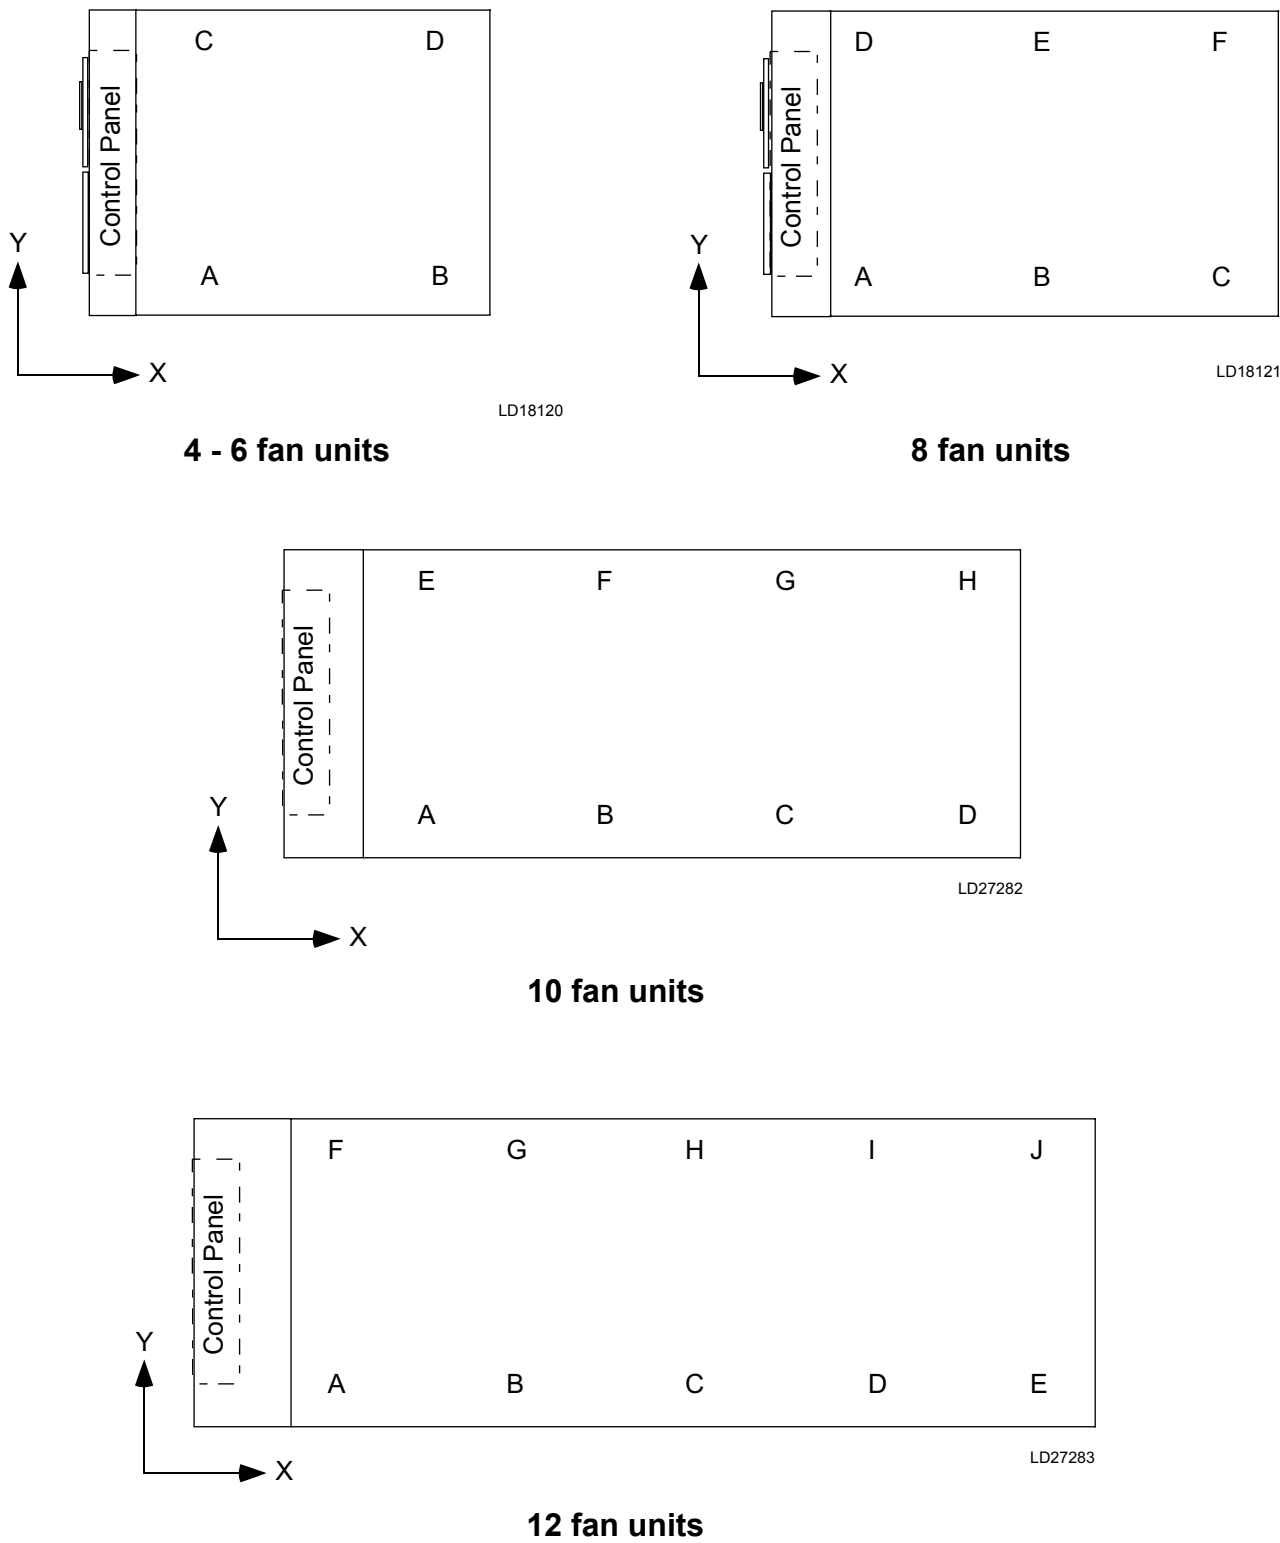 C D
Control Panel
A B
Y
X
LD18120
4 - 6 fan units
D E F
Control Panel
A B C
Y
X
LD18121
8 fan units
E F G H
Control Panel
A B C D
Y
X
LD27282
10 fan units
F G H I J
Control Panel
A B C D E
Y
X
LD27283
12 fan units